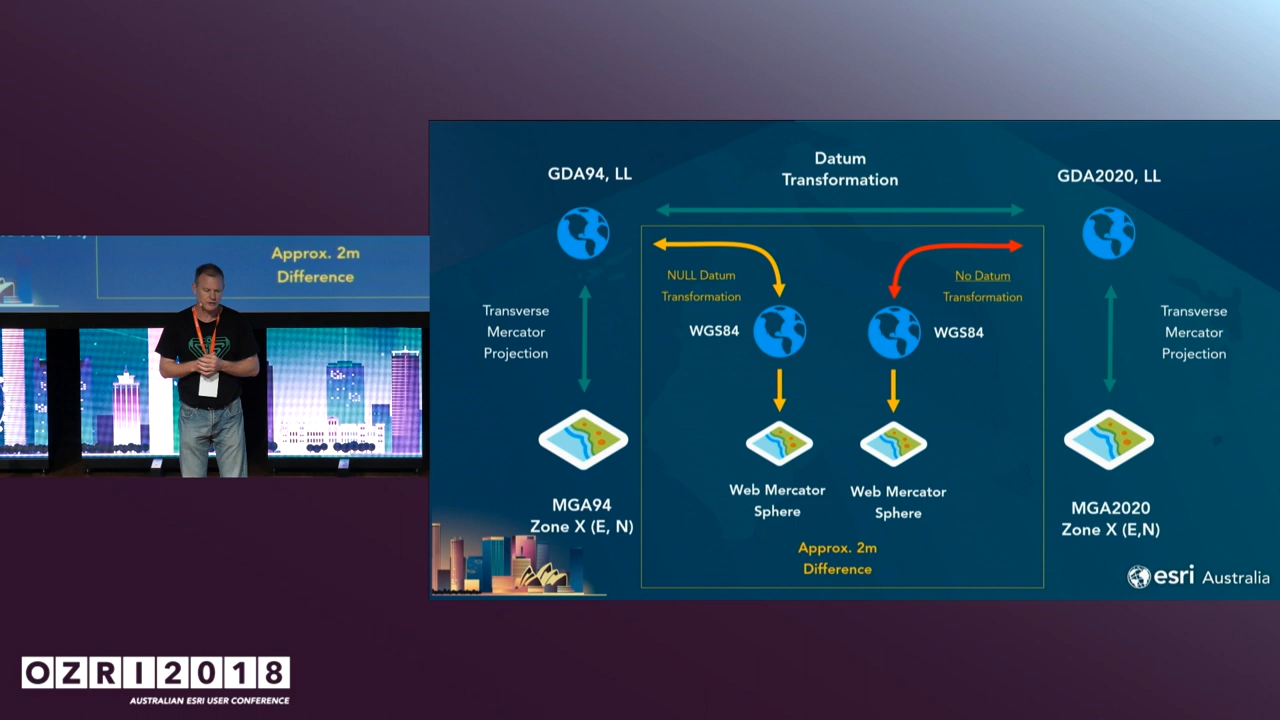 Approx. 2m
Difference
GDA94, LL
Datum
Transformation
GDA2020, LL
NULL Datum
Transformation
No Datum
Transformation
Transverse
Mercator
Projection
WGS84
WGS84
Transverse
Mercator
Projection
MGA94
Zone X (E, N)
Web Mercator
Sphere
Web Mercator
Sphere
MGA2020
Zone X (E,N)
Approx. 2m
Difference
esri Australia
OZRI2018
AUSTRALIAN ESRI USER CONFERENCE